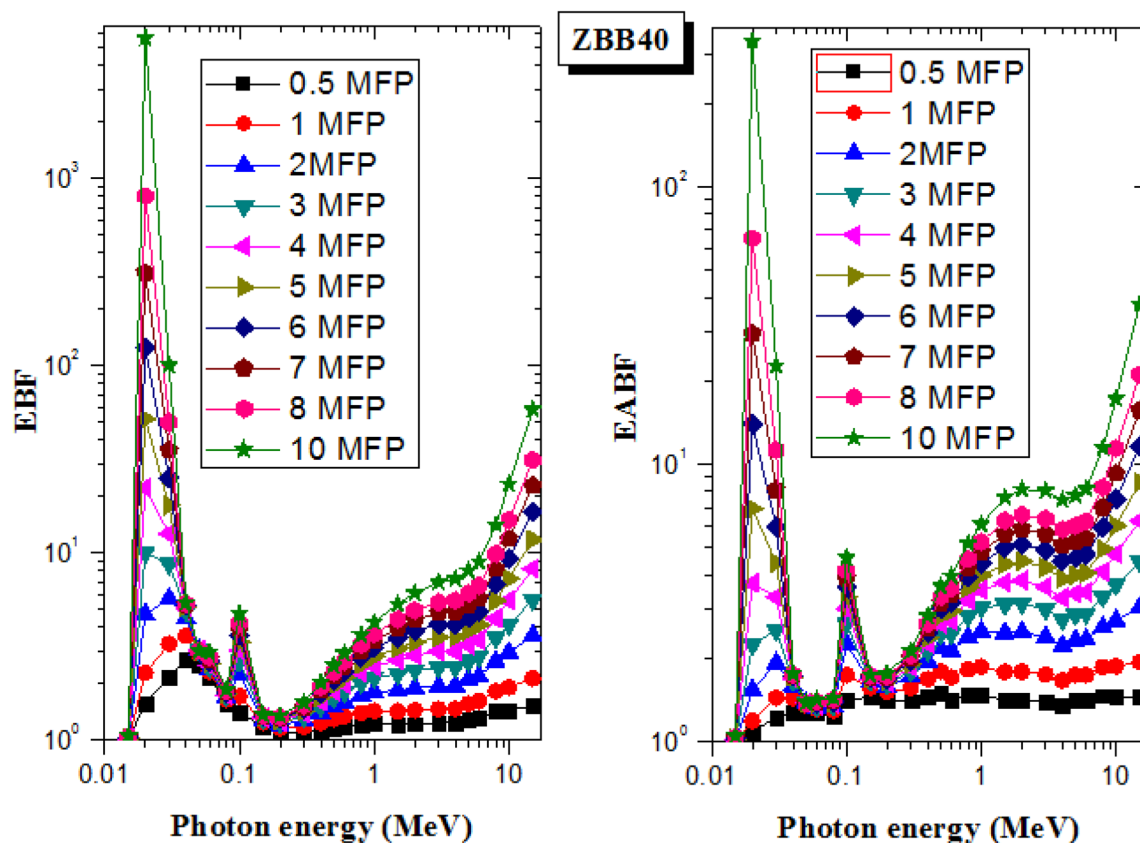 ZBB40
EBF
10³
10²
10¹
10⁰
0.5 MFP
1 MFP
2MFP
3 MFP
4 MFP
5 MFP
6 MFP
7 MFP
8 MFP
10 MFP
0.01 0.1 1 10
Photon energy (MeV)
EABF
10²
10¹
10⁰
0.5 MFP
1 MFP
2MFP
3 MFP
4 MFP
5 MFP
6 MFP
7 MFP
8 MFP
10 MFP
0.01 0.1 1 10
Photon energy (MeV)